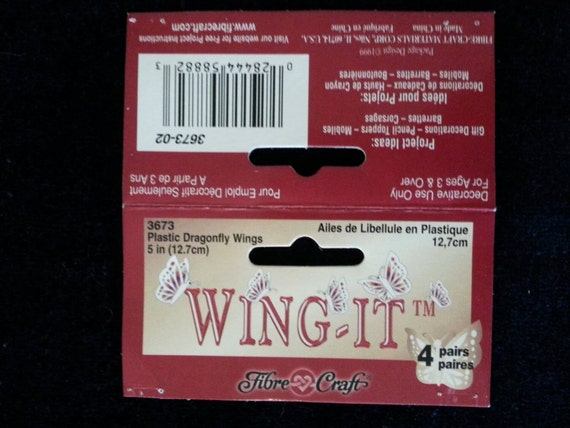 3673
Plastic Dragonfly Wings
5 in (12.7cm)
Ailes de Libellule en Plastique
12,7cm
WING-IT™
4 pairs
paires
Fibre Craft®
Decorative Use Only
For Ages 3 & Over
Pour Emploi Décoratif Seulement
A Partir de 3 Ans
Project Ideas:
Gift Decorations – Pencil Toppers – Mobiles
Barrettes – Corsages
Idées pour Projets:
Décorations de Cadeaux – Hauts de Crayon
Mobiles – Barrettes – Boutonnières
Package Design ©1999
FIBRE-CRAFT MATERIALS CORP., Niles, IL 60714 U.S.A.
Made in China Fabriqué en Chine
3673-02
0 28444 58882 3
Visit our website for Free Project Instructions
www.fibrecraft.com